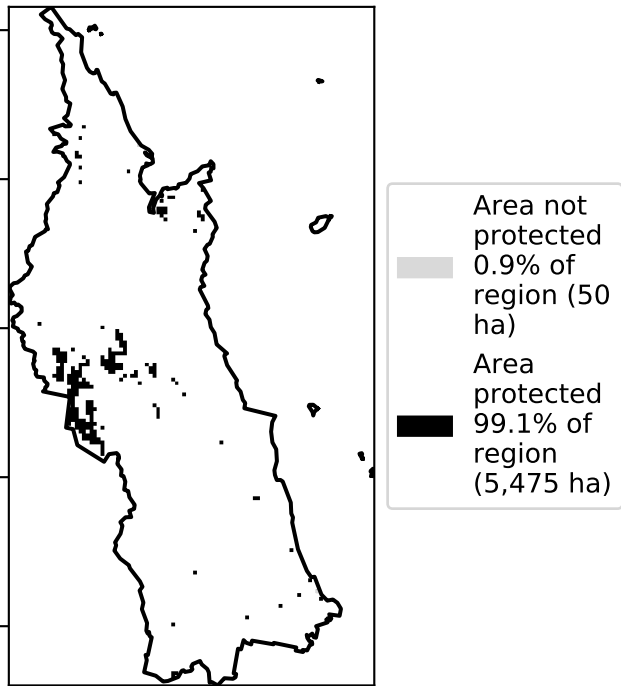 Area not
protected
0.9% of
region (50
ha)
Area
protected
99.1% of
region
(5,475 ha)